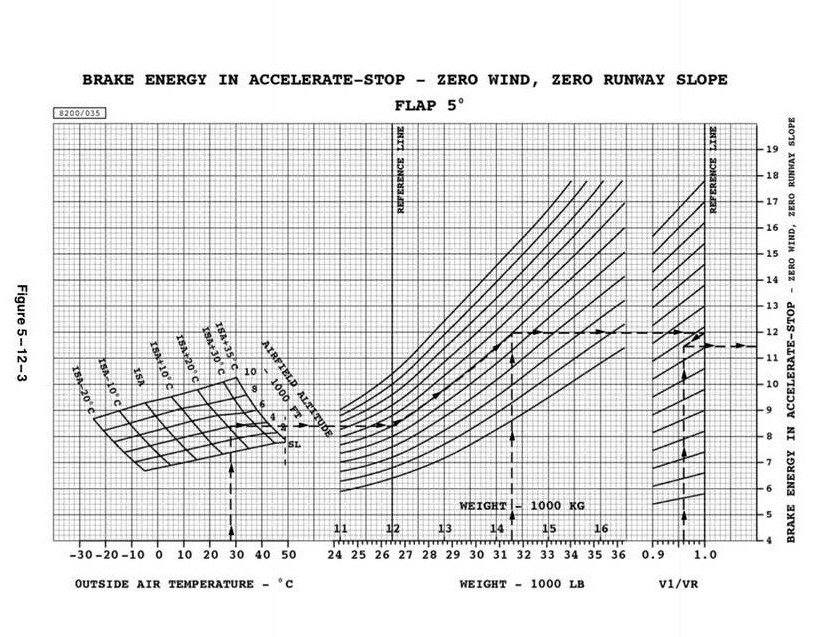 BRAKE ENERGY IN ACCELERATE-STOP - ZERO WIND, ZERO RUNWAY SLOPE
FLAP 5°
8200/035
REFERENCE LINE
REFERENCE LINE
19
18
17
16
15
14
13
12
11
10
9
8
7
6
5
4
BRAKE ENERGY IN ACCELERATE-STOP - ZERO WIND, ZERO RUNWAY SLOPE
Figure 5-12-3
ISA-20°C
ISA-10°C
ISA
ISA+10°C
ISA+20°C
ISA+30°C
ISA+35°C
AIRFIELD ALTITUDE
1000 FT
10
8
6
4
SL
WEIGHT - 1000 KG
11 12 13 14 15 16
-30 -20 -10 0 10 20 30 40 50
24 25 26 27 28 29 30 31 32 33 34 35 36
0.9 1.0
OUTSIDE AIR TEMPERATURE - °C
WEIGHT - 1000 LB
V1/VR